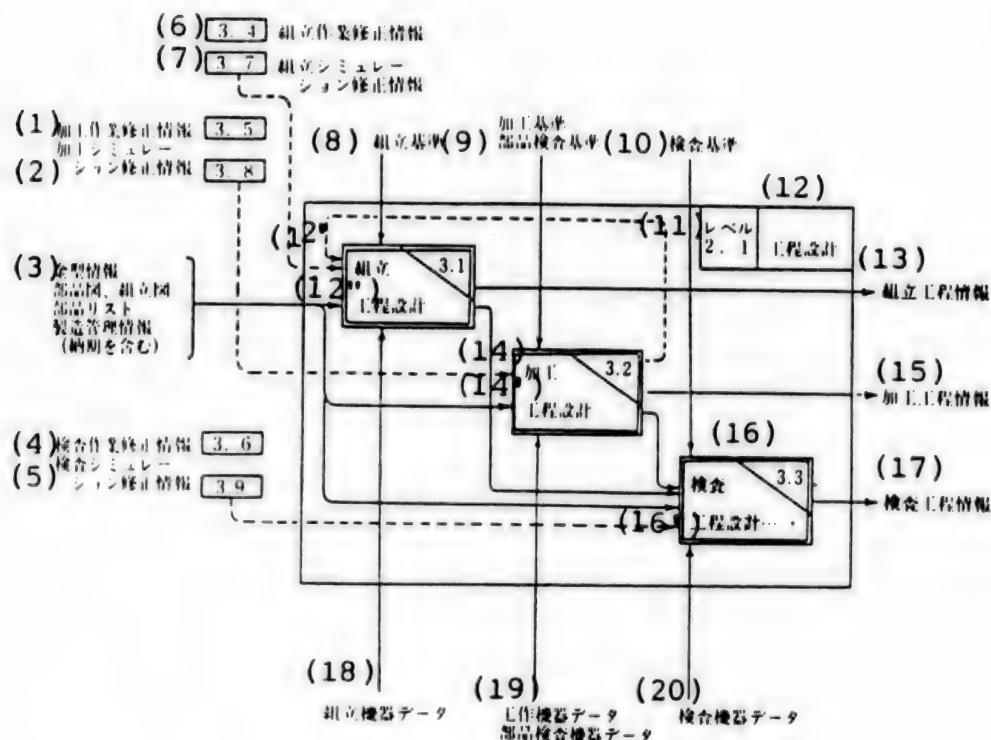 (6) 3.4 組立作業修正情報
(7) 3.7 組立シミュレー
ション修正情報
(1) 加工作業修正情報 3.5
加工シミュレー
(2) ション修正情報 3.8
(8) 組立基準
(9) 加工基準
部品検査基準
(10) 検査基準
(11)
レベル
2.1
(12)
工程設計
(3) 金型情報
部品図、組立図
部品リスト
製造管理情報
(納期を含む)
(12')
組立 3.1
(12")
工程設計
(13)
組立工程情報
(14)
加工 3.2
(14')
工程設計
(15)
加工工程情報
(4) 検査作業修正情報 3.6
検査シミュレー
(5) ション修正情報 3.9
(16)
検査 3.3
(16')
工程設計
(17)
検査工程情報
(18)
組立機器データ
(19)
工作機器データ
部品検査機器データ
(20)
検査機器データ